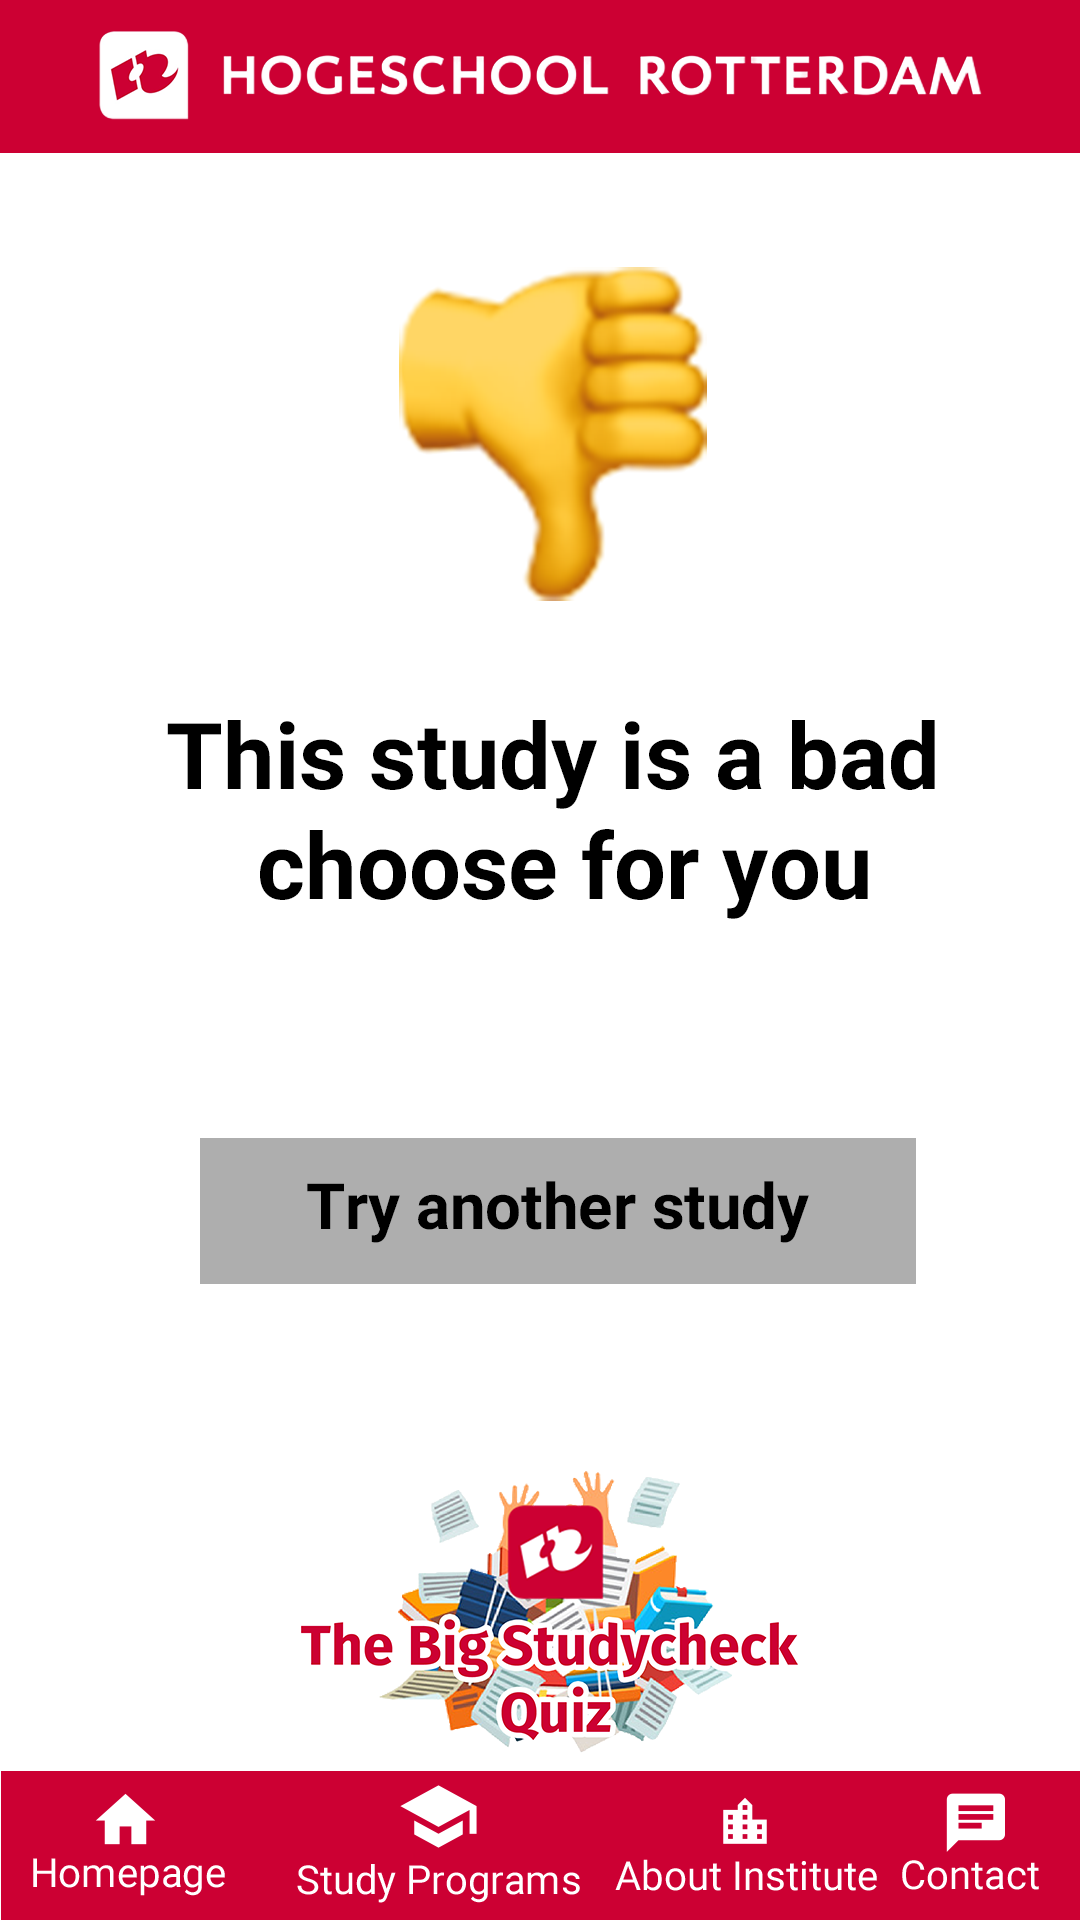 HOGESCHOOL ROTTERDAM
This study is a bad
choose for you
Try another study
The Big Studycheck
Quiz
Homepage
Study Programs
About Institute
Contact